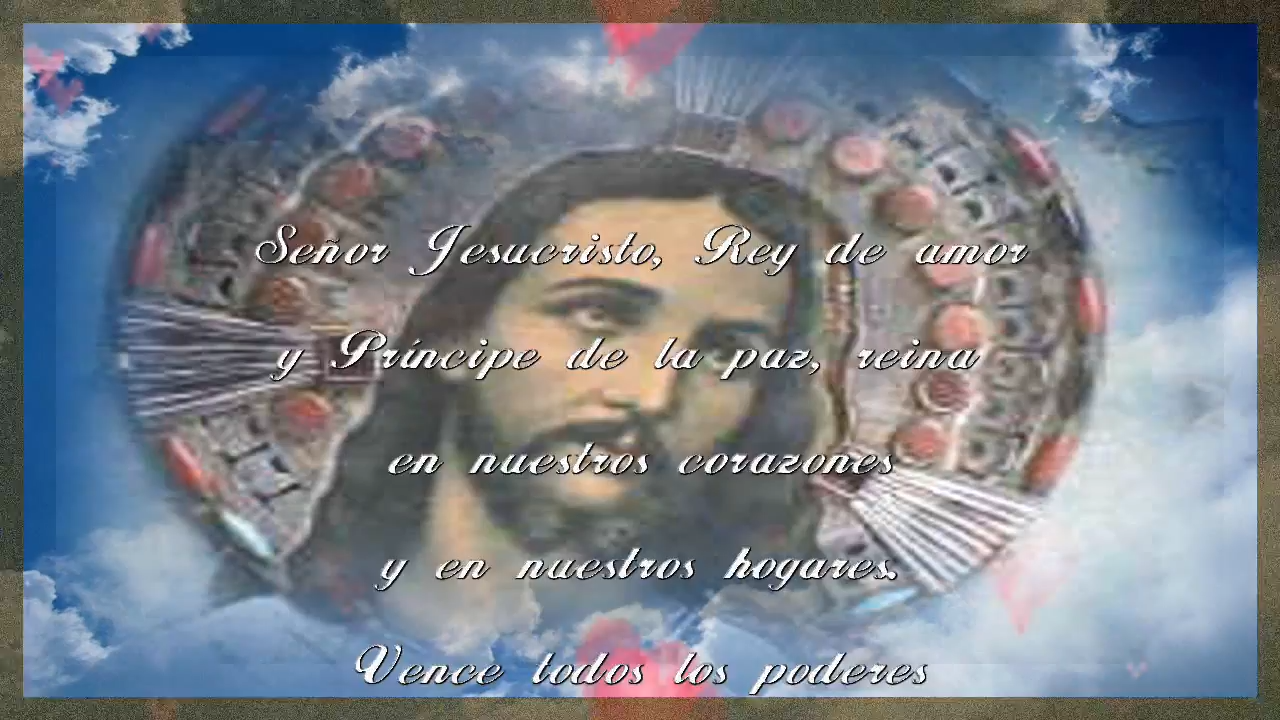 Señor Jesucristo, Rey de amor
y Príncipe de la paz, reina
en nuestros corazones
y en nuestros hogares.
Vence todos los poderes